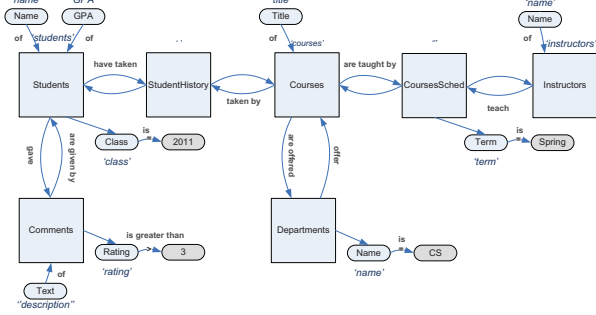 'name' GPA title 'name'
Name GPA Title Name
of 'students' of of 'courses' of 'instructors'
have taken are taught by
Students StudentHistory Courses CoursesSched Instructors
taken by teach
is is
Class = 2011 Term = Spring
'class' 'term'
gave are given by are offered offer
is greater than is
Comments Departments
Rating > 3 Name = CS
'rating' 'name'
of
Text
"description"